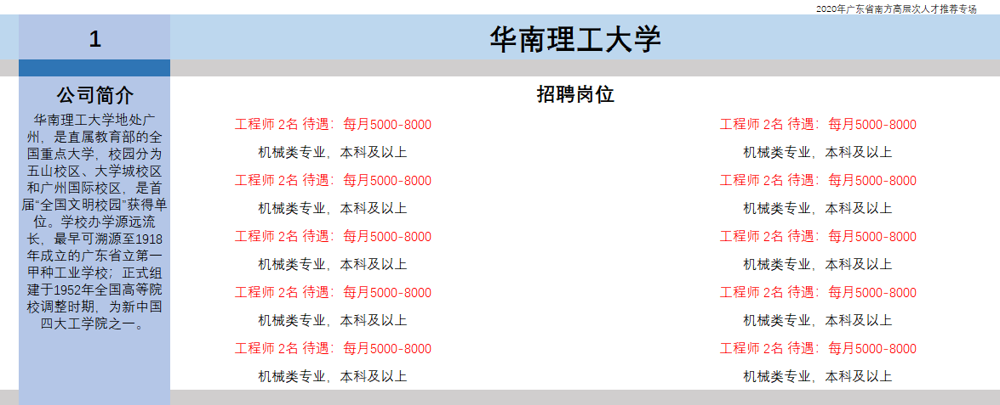 2020年广东省南方高层次人才推荐专场
1
华南理工大学
公司简介
华南理工大学地处广
州，是直属教育部的全
国重点大学，校园分为
五山校区、大学城校区
和广州国际校区，是首
届“全国文明校园”获得单
位。学校办学源远流
长，最早可溯源至1918
年成立的广东省立第一
甲种工业学校；正式组
建于1952年全国高等院
校调整时期，为新中国
四大工学院之一。
招聘岗位
工程师 2名 待遇：每月5000-8000
机械类专业，本科及以上
工程师 2名 待遇：每月5000-8000
机械类专业，本科及以上
工程师 2名 待遇：每月5000-8000
机械类专业，本科及以上
工程师 2名 待遇：每月5000-8000
机械类专业，本科及以上
工程师 2名 待遇：每月5000-8000
机械类专业，本科及以上
工程师 2名 待遇：每月5000-8000
机械类专业，本科及以上
工程师 2名 待遇：每月5000-8000
机械类专业，本科及以上
工程师 2名 待遇：每月5000-8000
机械类专业，本科及以上
工程师 2名 待遇：每月5000-8000
机械类专业，本科及以上
工程师 2名 待遇：每月5000-8000
机械类专业，本科及以上